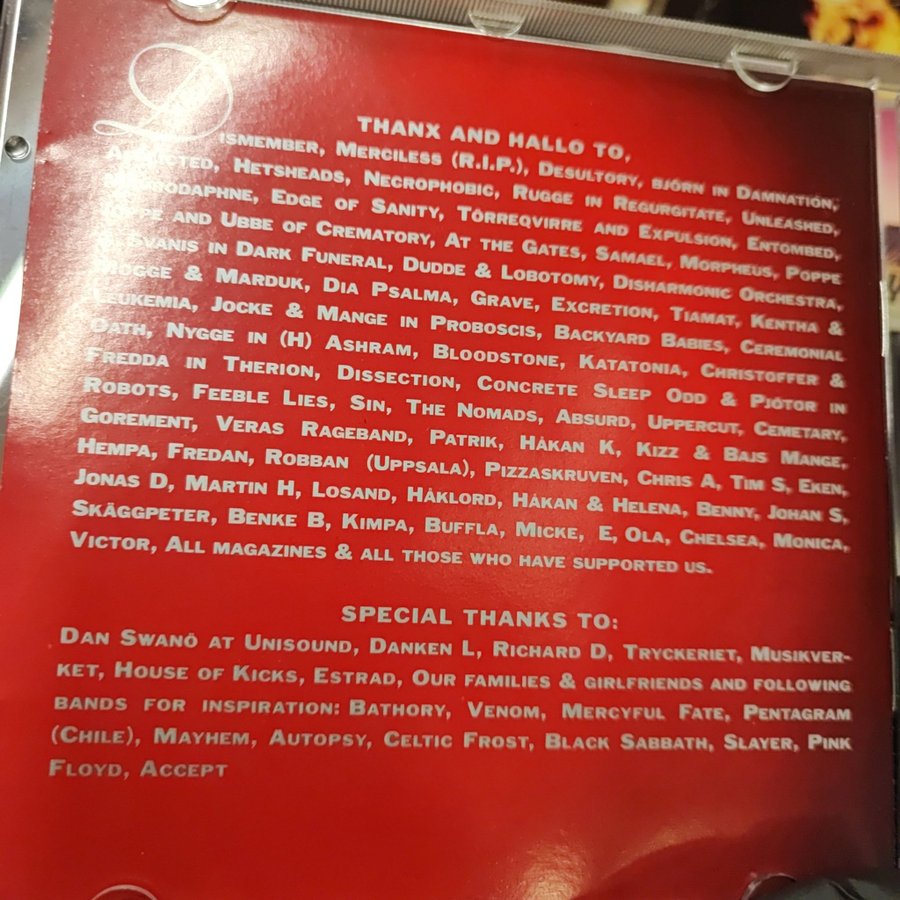 THANX AND HALLO TO,
DISMEMBER, MERCILESS (R.I.P.), DESULTORY, BJÖRN IN DAMNATION,
AFFLICTED, HETSHEADS, NECROPHOBIC, RUGGE IN REGURGITATE, UNLEASHED,
EDGE OF SANITY, TÖRREQVIRRE AND EXPULSION, ENTOMBED,
AND UBBE OF CREMATORY, AT THE GATES, SAMAEL, MORPHEUS, POPPE
SVANIS IN DARK FUNERAL, DUDDE & LOBOTOMY, DISHARMONIC ORCHESTRA,
& MARDUK, DIA PSALMA, GRAVE, EXCRETION, TIAMAT, KENTHA &
LEUKEMIA, JOCKE & MANGE IN PROBOSCIS, BACKYARD BABIES, CEREMONIAL
OATH, NYGGE IN (H) ASHRAM, BLOODSTONE, KATATONIA, CHRISTOFFER &
FREDDA IN THERION, DISSECTION, CONCRETE SLEEP ODD & PJÖTOR IN
ROBOTS, FEEBLE LIES, SIN, THE NOMADS, ABSURD, UPPERCUT, CEMETARY,
GOREMENT, VERAS RAGEBAND, PATRIK, HÅKAN K, KIZZ & BAJS MANGE,
HEMPA, FREDAN, ROBBAN (UPPSALA), PIZZASKRUVEN, CHRIS A, TIM S, EKEN,
JONAS D, MARTIN H, LOSAND, HÅKLORD, HÅKAN & HELENA, BENNY, JOHAN S,
SKÄGGPETER, BENKE B, KIMPA, BUFFLA, MICKE, E, OLA, CHELSEA, MONICA,
VICTOR, ALL MAGAZINES & ALL THOSE WHO HAVE SUPPORTED US.
SPECIAL THANKS TO:
DAN SWANÖ AT UNISOUND, DANKEN L, RICHARD D, TRYCKERIET, MUSIKVER-
KET, HOUSE OF KICKS, ESTRAD, OUR FAMILIES & GIRLFRIENDS AND FOLLOWING
BANDS FOR INSPIRATION: BATHORY, VENOM, MERCYFUL FATE, PENTAGRAM
(CHILE), MAYHEM, AUTOPSY, CELTIC FROST, BLACK SABBATH, SLAYER, PINK
FLOYD, ACCEPT